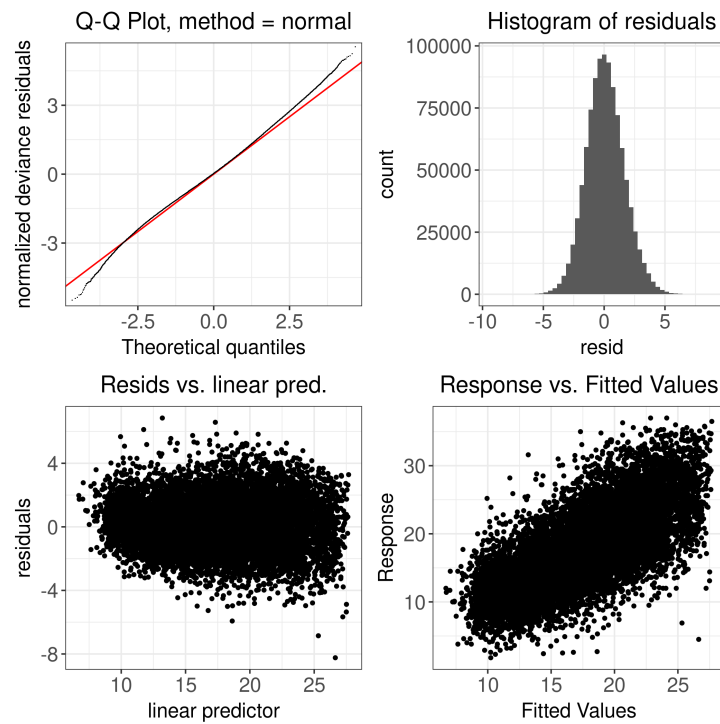 Q-Q Plot, method = normal
normalized deviance residuals
3
0
-3
-2.5 0.0 2.5
Theoretical quantiles
Histogram of residuals
count
100000
75000
50000
25000
0
-10 -5 0 5
resid
Resids vs. linear pred.
residuals
4
0
-4
-8
10 15 20 25
linear predictor
Response vs. Fitted Values
Response
30
20
10
10 15 20 25
Fitted Values